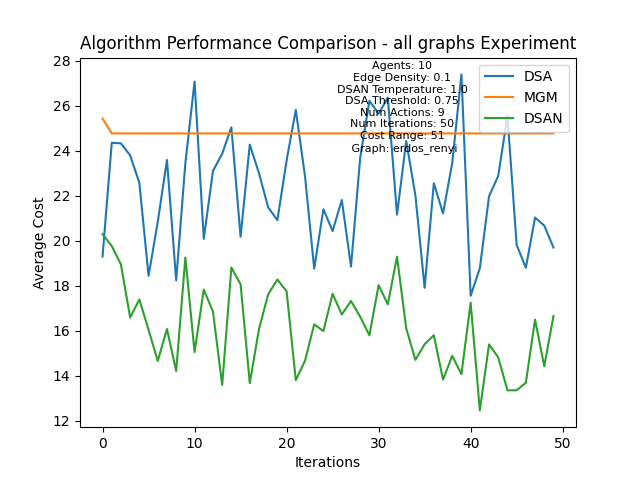 Algorithm Performance Comparison - all graphs Experiment
28
26
24
22
20
18
16
14
12
Average Cost
Agents: 10
Edge Density: 0.1
DSAN Temperature: 1.0
DSA Threshold: 0.75
Num Actions: 9
Num Iterations: 50
Cost Range: 51
Graph: erdos_renyi
DSA
MGM
DSAN
0
10
20
30
40
50
Iterations